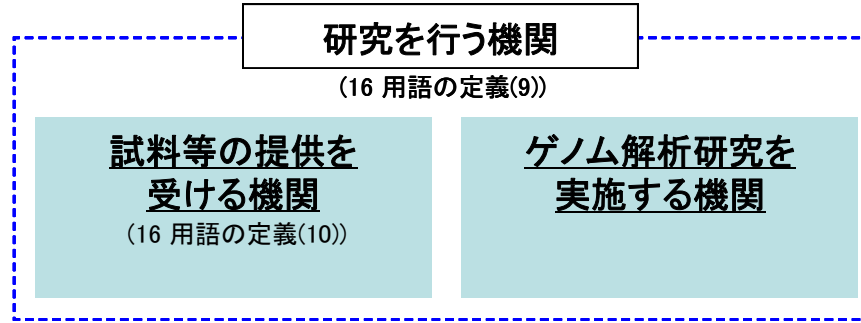 研究を行う機関
(16 用語の定義(9))
試料等の提供を
受ける機関
(16 用語の定義(10))
ゲノム解析研究を
実施する機関